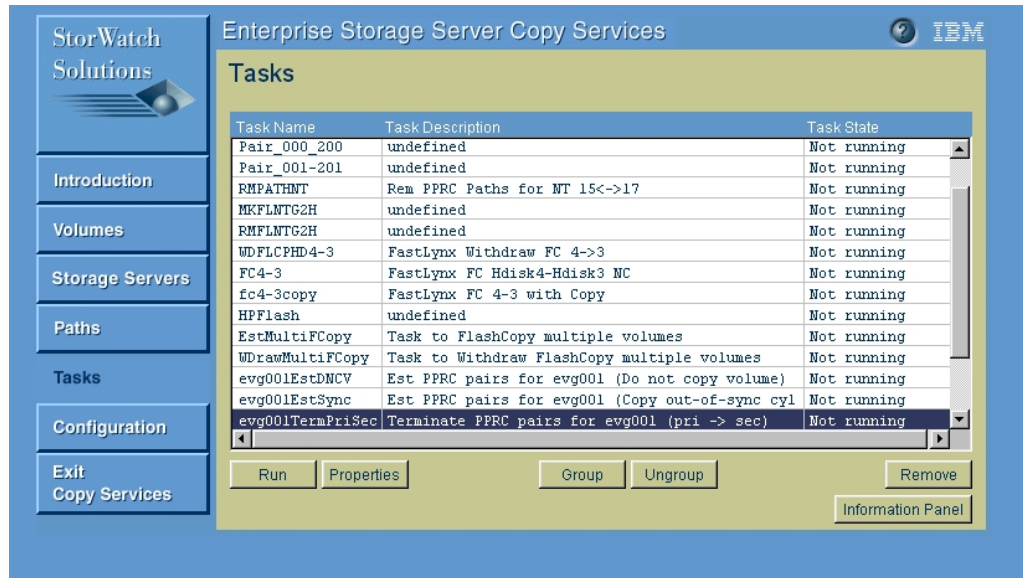 StorWatch
Solutions
Enterprise Storage Server Copy Services
? IBM
Tasks
Task Name Task Description Task State
Pair_000_200 undefined Not running
Pair_001-201 undefined Not running
RMPATHNT Rem PPRC Paths for NT 15<->17 Not running
MKFLNTG2H undefined Not running
RMFLNTG2H undefined Not running
WDFLCPHD4-3 FastLynx Withdraw FC 4->3 Not running
FC4-3 FastLynx FC Hdisk4-Hdisk3 NC Not running
fc4-3copy FastLynx FC 4-3 with Copy Not running
HPFlash undefined Not running
EstMultiFCopy Task to FlashCopy multiple volumes Not running
WDrawMultiFCopy Task to Withdraw FlashCopy multiple volumes Not running
evg001EstDNCV Est PPRC pairs for evg001 (Do not copy volume) Not running
evg001EstSync Est PPRC pairs for evg001 (Copy out-of-sync cyl Not running
evg001TermPriSec Terminate PPRC pairs for evg001 (pri -> sec) Not running
Introduction
Volumes
Storage Servers
Paths
Tasks
Configuration
Exit
Copy Services
Run Properties Group Ungroup Remove
Information Panel